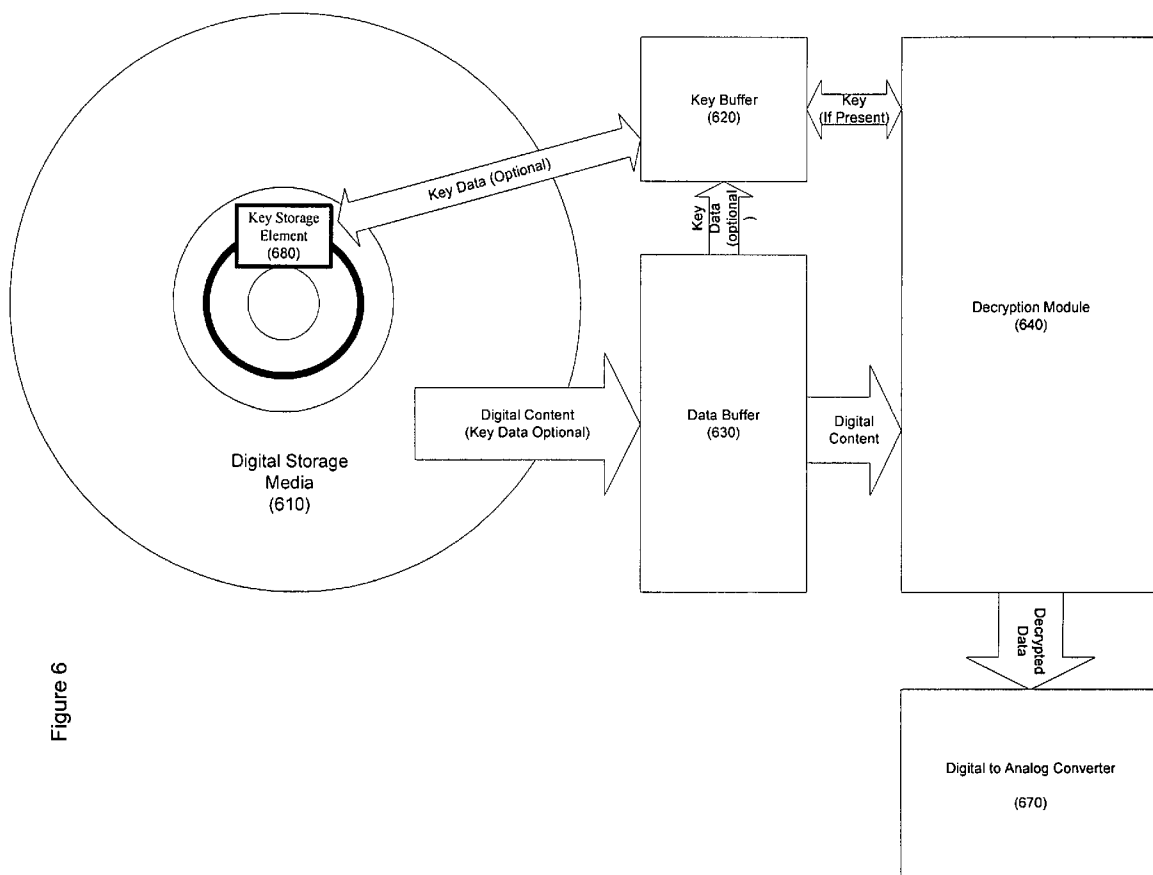 Key Buffer
(620)
Key
(If Present)
Key Data (Optional)
Key Storage
Element
(680)
Key
Data
(optional
)
Decryption Module
(640)
Digital Content
(Key Data Optional)
Data Buffer
(630)
Digital
Content
Digital Storage
Media
(610)
Decrypted
Data
Figure 6
Digital to Analog Converter
(670)